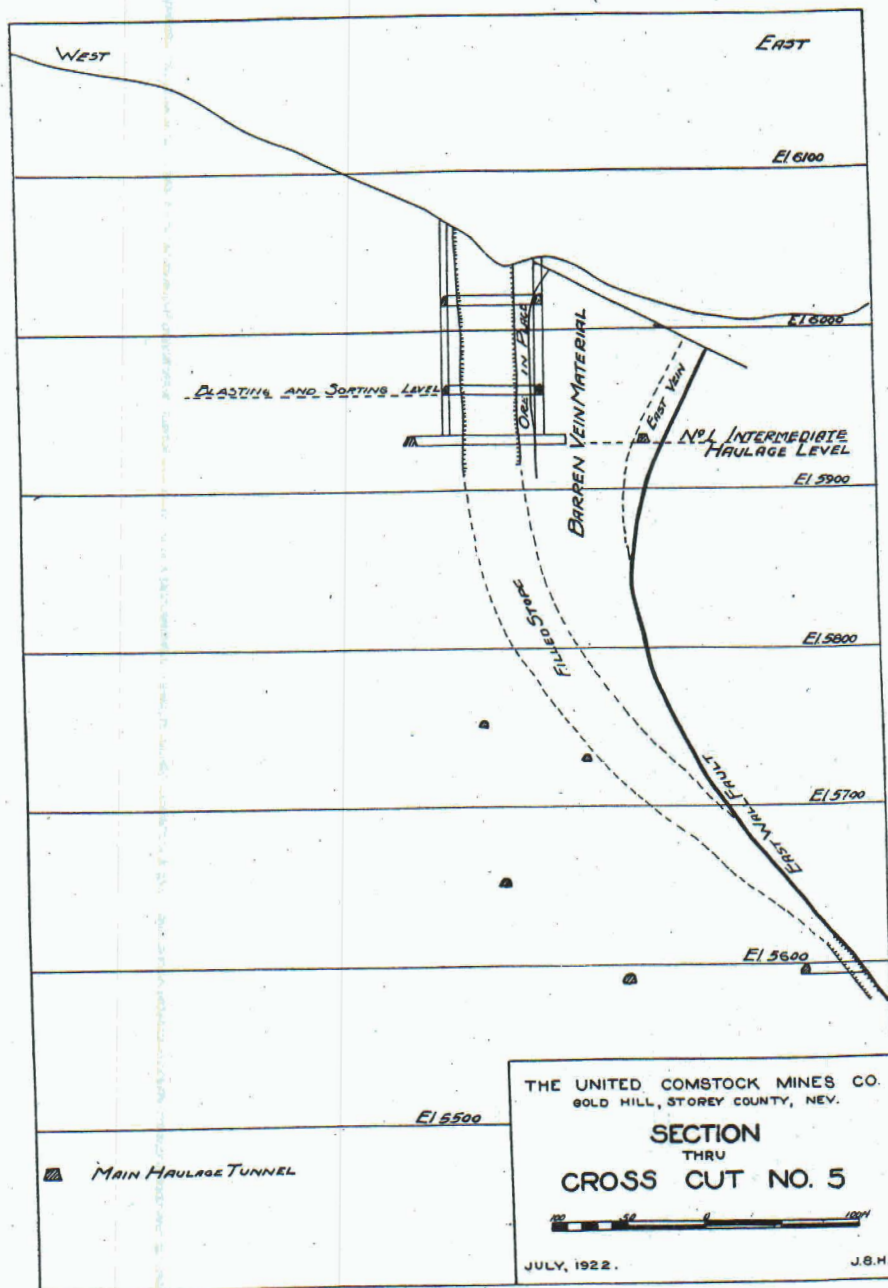 WEST
EAST
El 6100
El 6000
ORE IN PLACE
BARREN VEIN MATERIAL
EAST VEIN
BLASTING AND SORTING LEVEL
No 1 INTERMEDIATE
HAULAGE LEVEL
El 5900
FILLED STOPE
El 5800
El 5700
EAST WALL FAULT
El 5600
El 5500
MAIN HAULAGE TUNNEL
THE UNITED COMSTOCK MINES CO.
GOLD HILL, STOREY COUNTY, NEV.
SECTION
THRU
CROSS CUT NO. 5
100 50 0 100 ft
JULY, 1922.
J.B.H